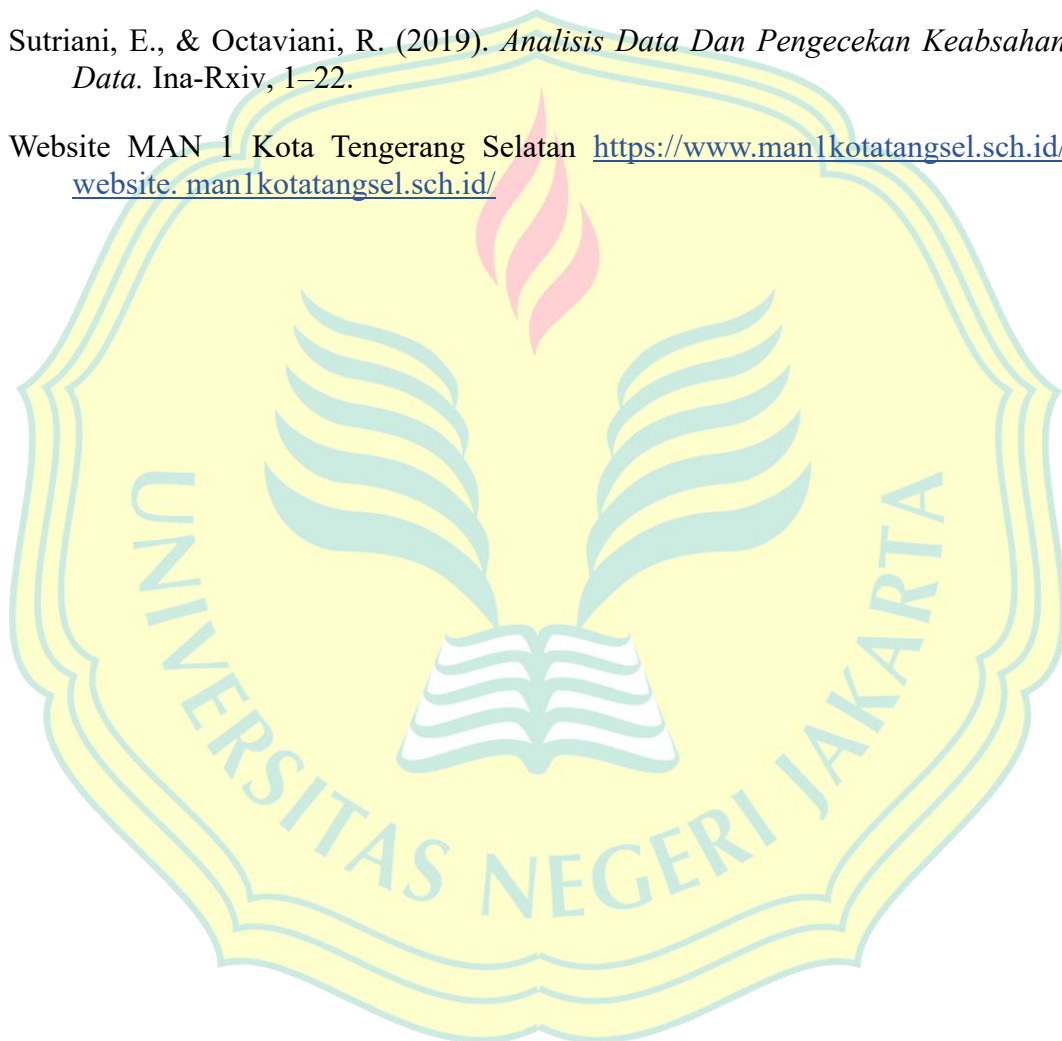 Sutriani, E., & Octaviani, R. (2019). Analisis Data Dan Pengecekan Keabsahan
Data. Ina-Rxiv, 1–22.
Website MAN 1 Kota Tengerang Selatan https://www.man1kotatangsel.sch.id/
website. man1kotatangsel.sch.id/
UNIVERSITAS NEGERI JAKARTA